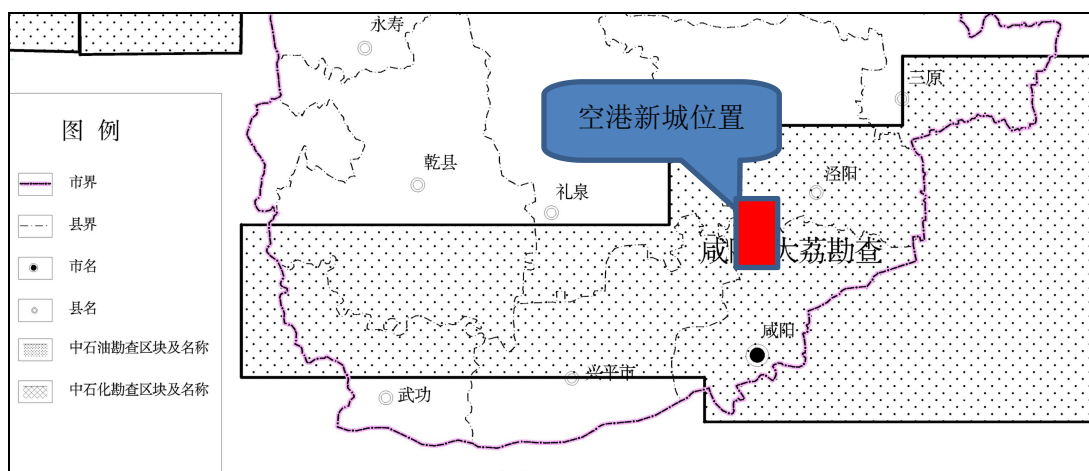 永寿
三原
空港新城位置
图 例
市界
乾县
礼泉
泾阳
县界
咸 大荔勘查
市名
县名
咸阳
中石油勘查区块及名称
兴平市
中石化勘查区块及名称
武功